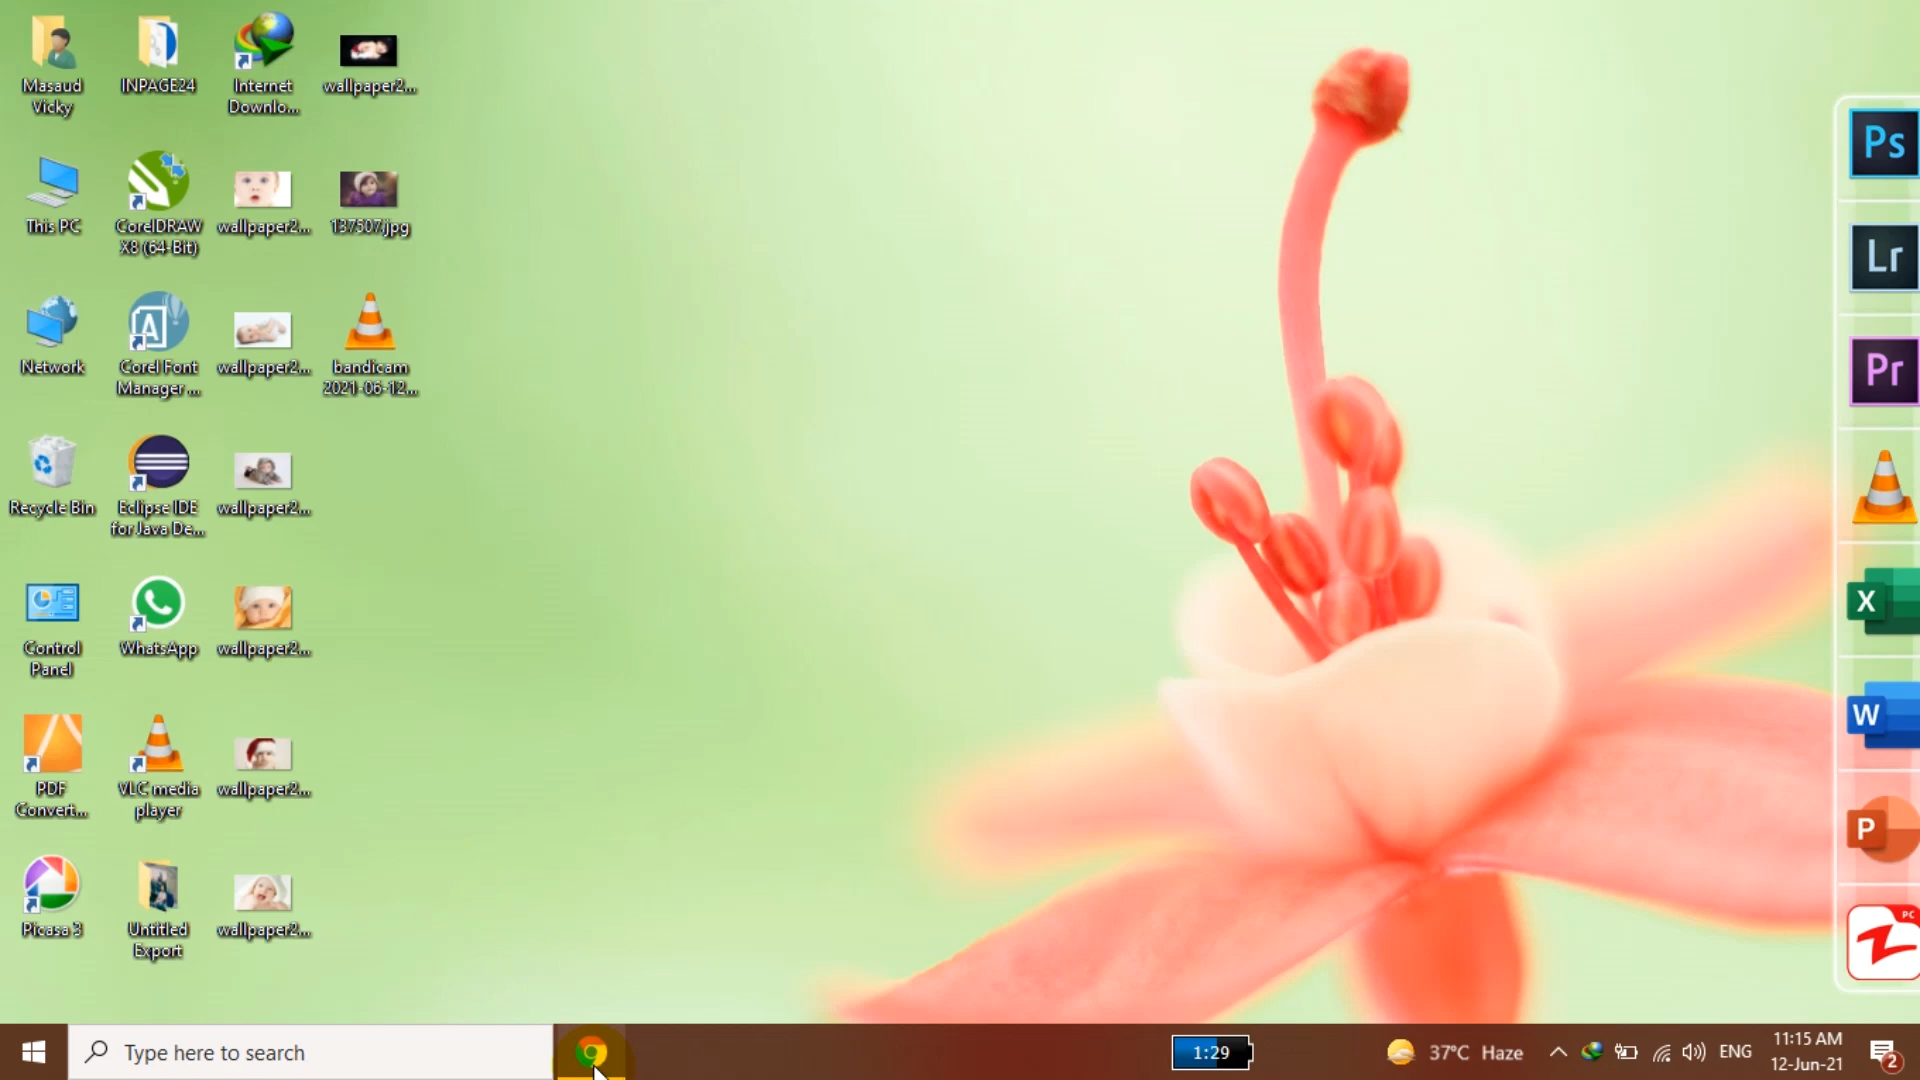 Masaud
Vicky
INPAGE24
Internet
Downlo...
wallpaper2...
This PC
CorelDRAW
X8 (64-Bit)
wallpaper2...
137507.jpg
Network
Corel Font
Manager ...
wallpaper2...
bandicam
2021-06-12...
Recycle Bin
Eclipse IDE
for Java De...
wallpaper2...
Control
Panel
WhatsApp
wallpaper2...
PDF
Convert...
VLC media
player
wallpaper2...
Picasa 3
Untitled
Export
wallpaper2...
Ps
Lr
Pr
X
W
P
PC
Type here to search
1:29
37°C Haze
ENG
11:15 AM
12-Jun-21
2